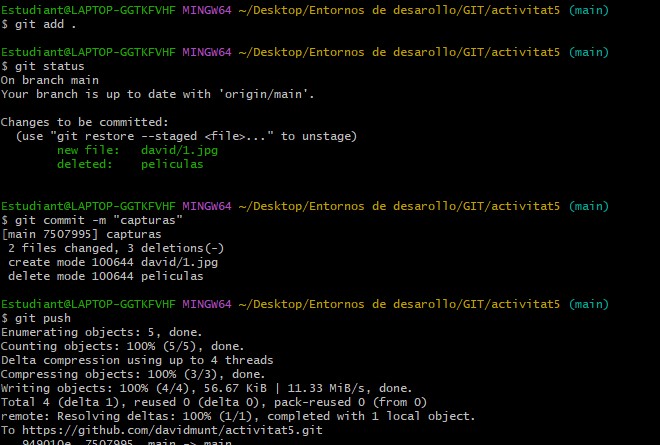 Estudiant@LAPTOP-GGTKFVHF MINGW64 ~/Desktop/Entornos de desarollo/GIT/activitat5 (main)
$ git add .
Estudiant@LAPTOP-GGTKFVHF MINGW64 ~/Desktop/Entornos de desarollo/GIT/activitat5 (main)
$ git status
On branch main
Your branch is up to date with 'origin/main'.
Changes to be committed:
  (use "git restore --staged <file>..." to unstage)
        new file:   david/1.jpg
        deleted:    peliculas
Estudiant@LAPTOP-GGTKFVHF MINGW64 ~/Desktop/Entornos de desarollo/GIT/activitat5 (main)
$ git commit -m "capturas"
[main 7507995] capturas
 2 files changed, 3 deletions(-)
 create mode 100644 david/1.jpg
 delete mode 100644 peliculas
Estudiant@LAPTOP-GGTKFVHF MINGW64 ~/Desktop/Entornos de desarollo/GIT/activitat5 (main)
$ git push
Enumerating objects: 5, done.
Counting objects: 100% (5/5), done.
Delta compression using up to 4 threads
Compressing objects: 100% (3/3), done.
Writing objects: 100% (4/4), 56.67 KiB | 11.33 MiB/s, done.
Total 4 (delta 1), reused 0 (delta 0), pack-reused 0 (from 0)
remote: Resolving deltas: 100% (1/1), completed with 1 local object.
To https://github.com/davidmunt/activitat5.git
   949010e..7507995  main -> main